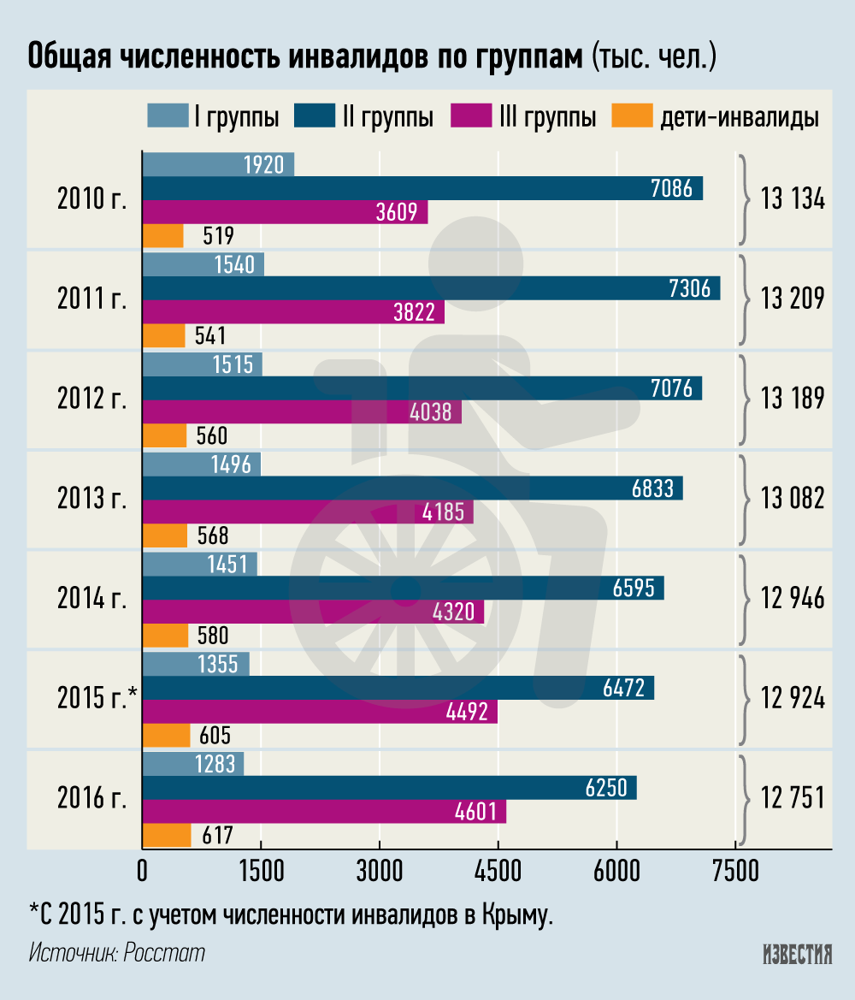 Общая численность инвалидов по группам (тыс. чел.)
I группы II группы III группы дети-инвалиды
1920
7086
2010 г. 13 134
3609
519
1540
7306
2011 г. 13 209
3822
541
1515
7076
2012 г. 13 189
4038
560
1496
6833
2013 г. 13 082
4185
568
1451
6595
2014 г. 12 946
4320
580
1355
6472
2015 г.* 12 924
4492
605
1283
6250
2016 г. 12 751
4601
617
0 1500 3000 4500 6000 7500
*С 2015 г. с учетом численности инвалидов в Крыму.
Источник: Росстат
ИЗВЕСТИЯ